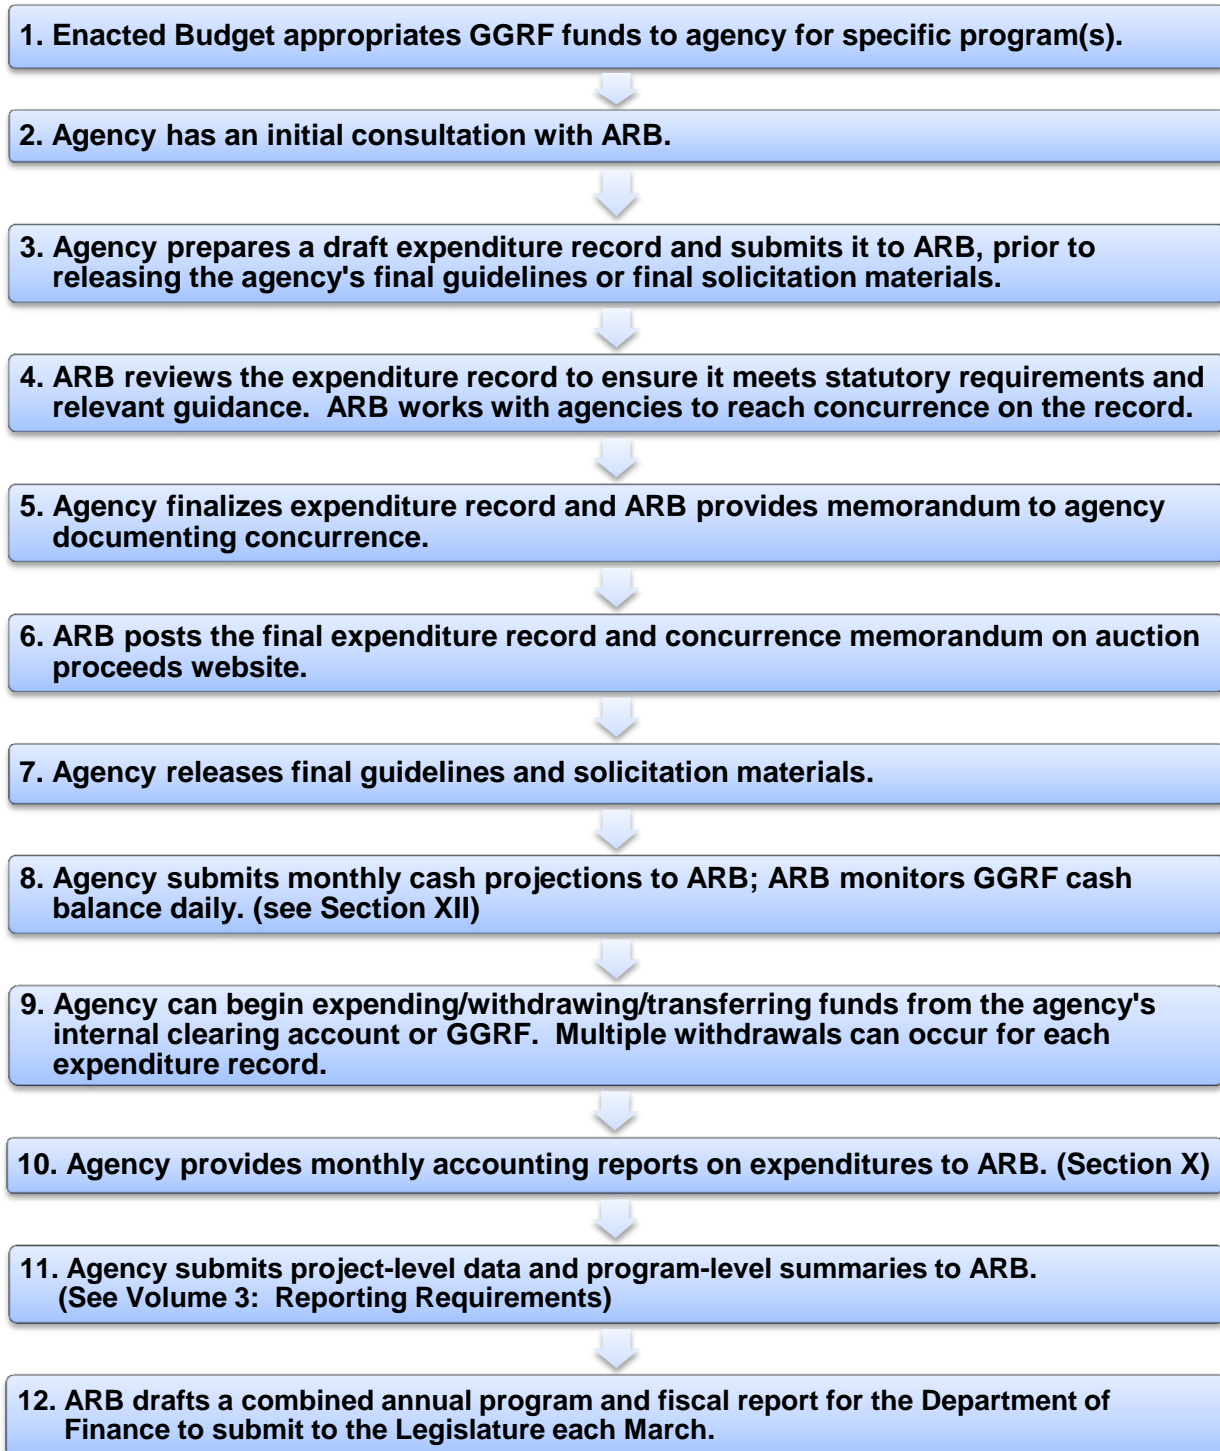 1. Enacted Budget appropriates GGRF funds to agency for specific program(s).
2. Agency has an initial consultation with ARB.
3. Agency prepares a draft expenditure record and submits it to ARB, prior to
releasing the agency's final guidelines or final solicitation materials.
4. ARB reviews the expenditure record to ensure it meets statutory requirements and
relevant guidance.  ARB works with agencies to reach concurrence on the record.
5. Agency finalizes expenditure record and ARB provides memorandum to agency
documenting concurrence.
6. ARB posts the final expenditure record and concurrence memorandum on auction
proceeds website.
7. Agency releases final guidelines and solicitation materials.
8. Agency submits monthly cash projections to ARB; ARB monitors GGRF cash
balance daily. (see Section XII)
9. Agency can begin expending/withdrawing/transferring funds from the agency's
internal clearing account or GGRF.  Multiple withdrawals can occur for each
expenditure record.
10. Agency provides monthly accounting reports on expenditures to ARB. (Section X)
11. Agency submits project-level data and program-level summaries to ARB.
(See Volume 3:  Reporting Requirements)
12. ARB drafts a combined annual program and fiscal report for the Department of
Finance to submit to the Legislature each March.